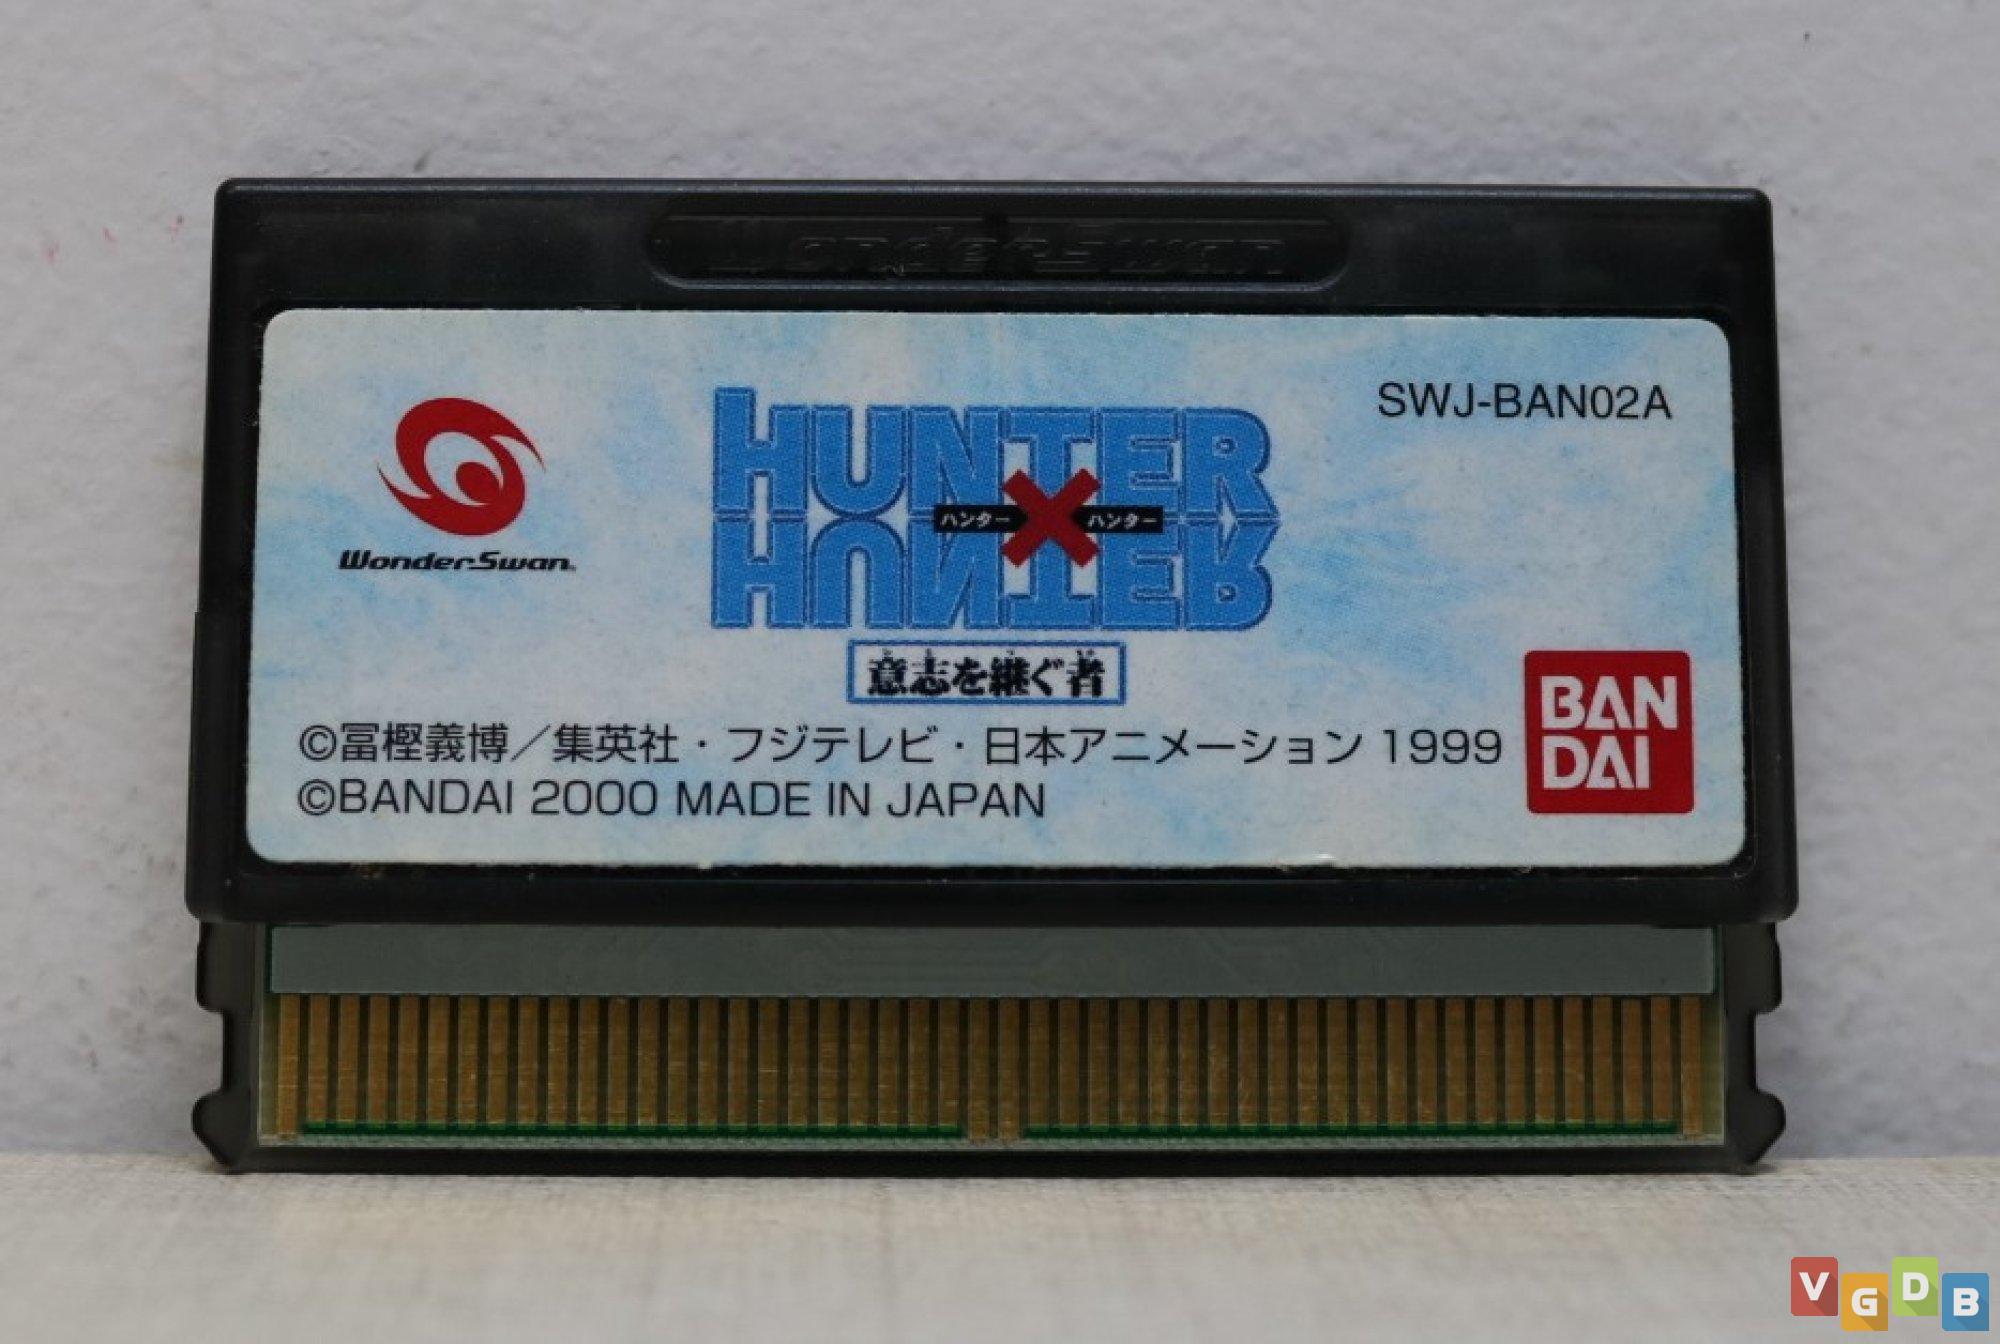 WonderSwan
SWJ-BAN02A
WonderSwan
HUNTER
ハンター×ハンター
HUNTER
意志を継ぐ者
BAN
DAI
©冨樫義博／集英社・フジテレビ・日本アニメーション 1999
©BANDAI 2000 MADE IN JAPAN
VGDB